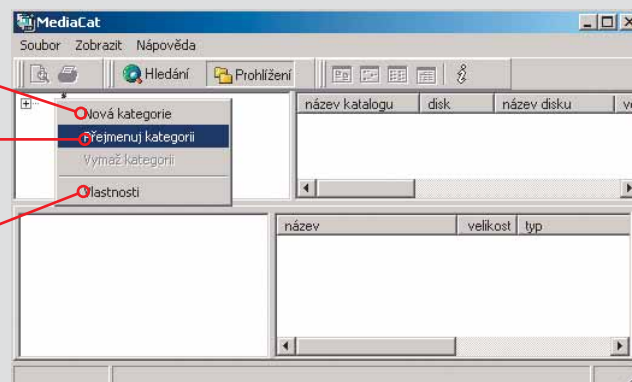 MediaCat
Soubor Zobrazit Nápověda
Hledání Prohlížení
název katalogu disk název disku
Nová kategorie
Přejmenuj kategorii
Vymaž kategorii
Vlastnosti
název velikost typ